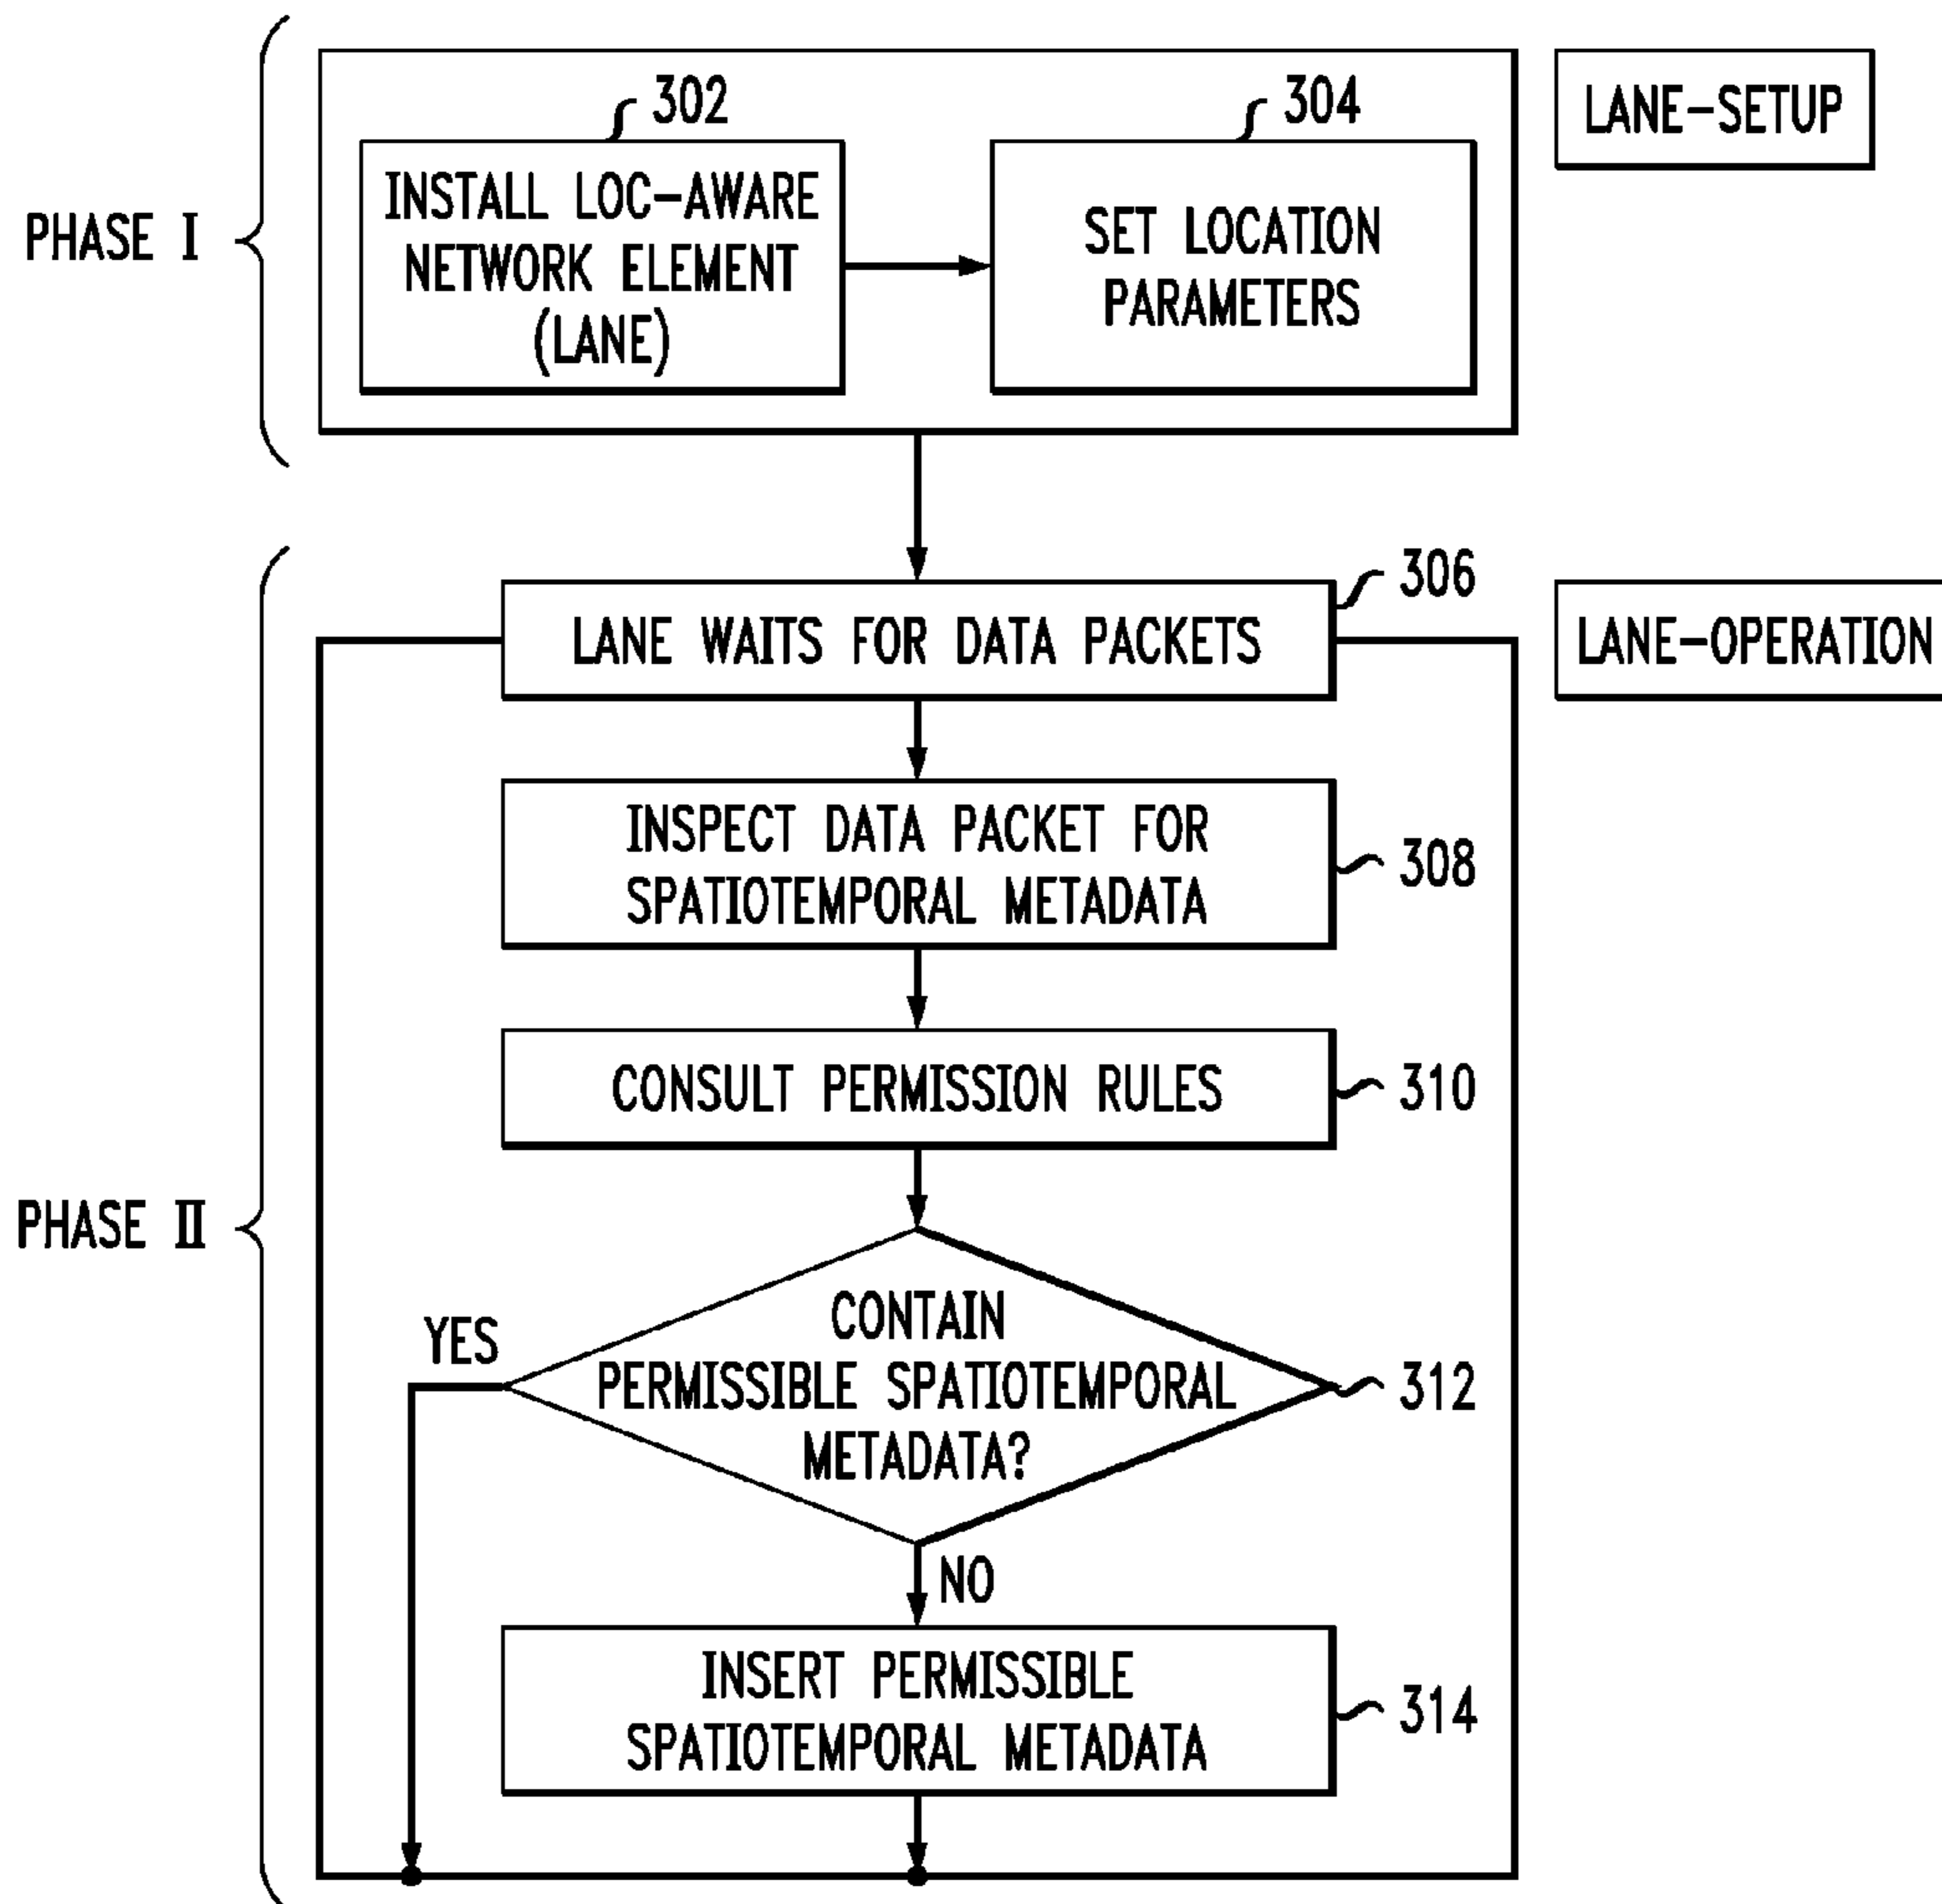 PHASE I
302
INSTALL LOC-AWARE
NETWORK ELEMENT
(LANE)
304
SET LOCATION
PARAMETERS
LANE-SETUP
PHASE II
306
LANE WAITS FOR DATA PACKETS
LANE-OPERATION
INSPECT DATA PACKET FOR
SPATIOTEMPORAL METADATA
308
CONSULT PERMISSION RULES
310
YES
CONTAIN
PERMISSIBLE SPATIOTEMPORAL
METADATA?
312
NO
INSERT PERMISSIBLE
SPATIOTEMPORAL METADATA
314